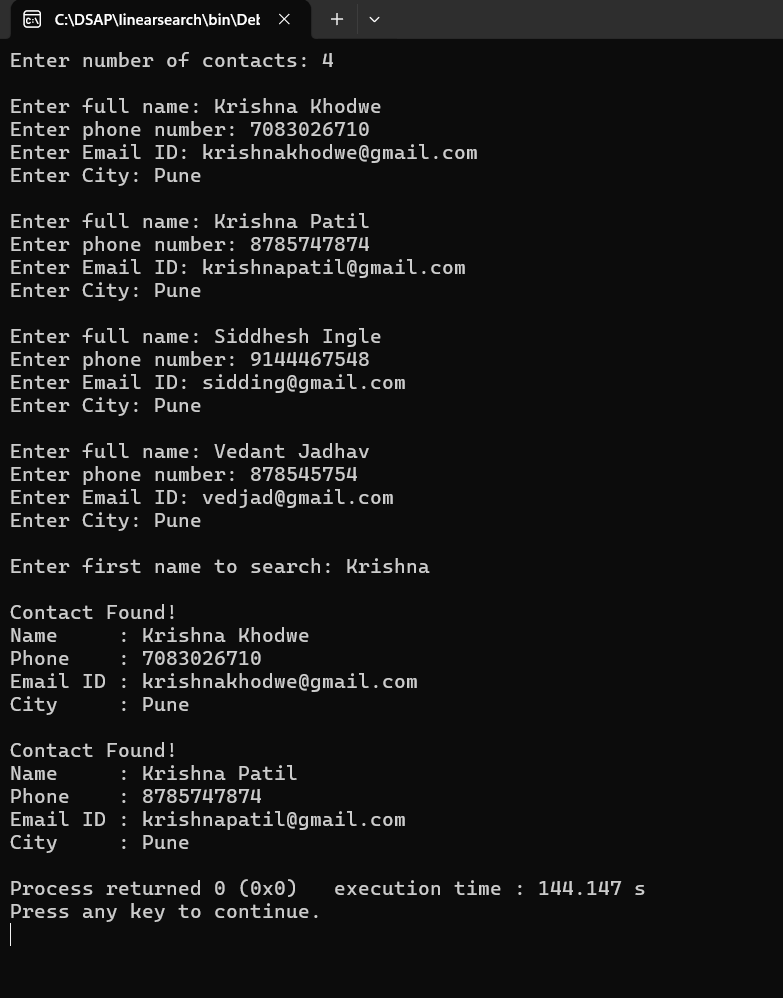 C:\DSAP\linearsearch\bin\Deb
Enter number of contacts: 4
Enter full name: Krishna Khodwe
Enter phone number: 7083026710
Enter Email ID: krishnakhodwe@gmail.com
Enter City: Pune
Enter full name: Krishna Patil
Enter phone number: 8785747874
Enter Email ID: krishnapatil@gmail.com
Enter City: Pune
Enter full name: Siddhesh Ingle
Enter phone number: 9144467548
Enter Email ID: sidding@gmail.com
Enter City: Pune
Enter full name: Vedant Jadhav
Enter phone number: 878545754
Enter Email ID: vedjad@gmail.com
Enter City: Pune
Enter first name to search: Krishna
Contact Found!
Name     : Krishna Khodwe
Phone    : 7083026710
Email ID : krishnakhodwe@gmail.com
City     : Pune
Contact Found!
Name     : Krishna Patil
Phone    : 8785747874
Email ID : krishnapatil@gmail.com
City     : Pune
Process returned 0 (0x0)   execution time : 144.147 s
Press any key to continue.